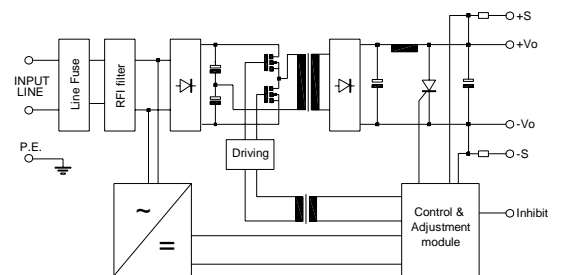 +S
+Vo
INPUT
LINE
Line Fuse
RFI filter
P.E.
Driving
-Vo
-S
~
=
Control &
Adjustment
module
Inhibit